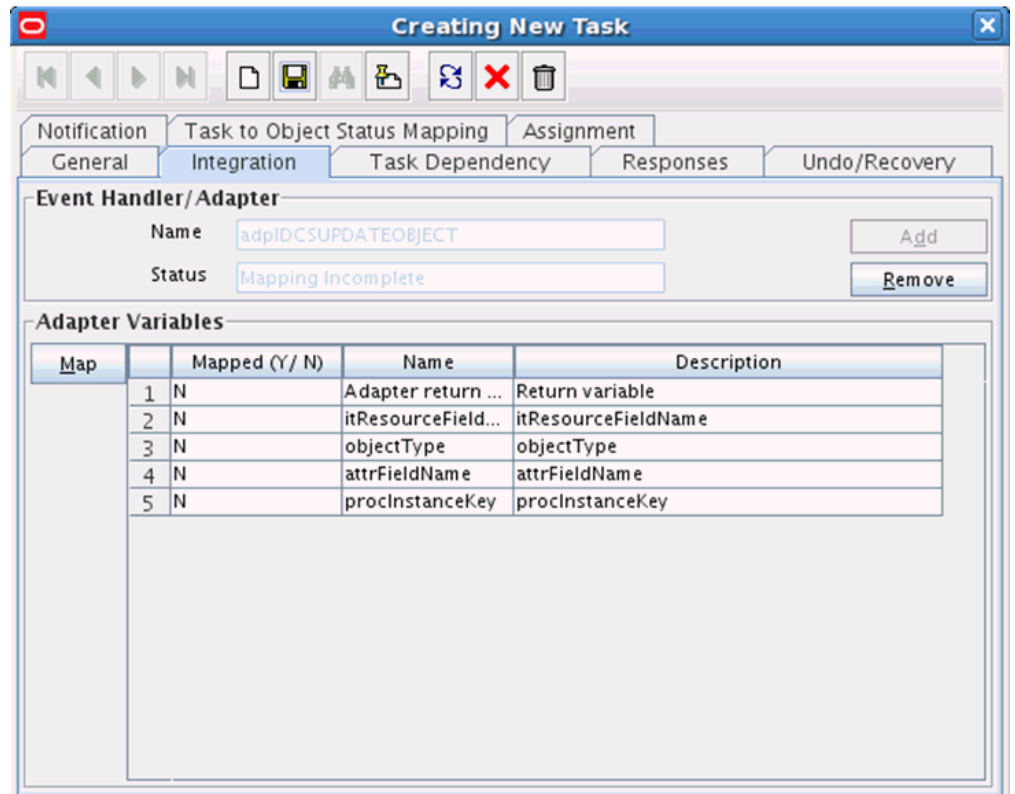 Creating New Task
Notification Task to Object Status Mapping Assignment
General Integration Task Dependency Responses Undo/Recovery
Event Handler/Adapter
Name adpIDCSUPDATEOBJECT Add
Status Mapping Incomplete Remove
Adapter Variables
Map Mapped (Y/ N) Name Description
1 N Adapter return ... Return variable
2 N itResourceField... itResourceFieldName
3 N objectType objectType
4 N attrFieldName attrFieldName
5 N procInstanceKey procInstanceKey